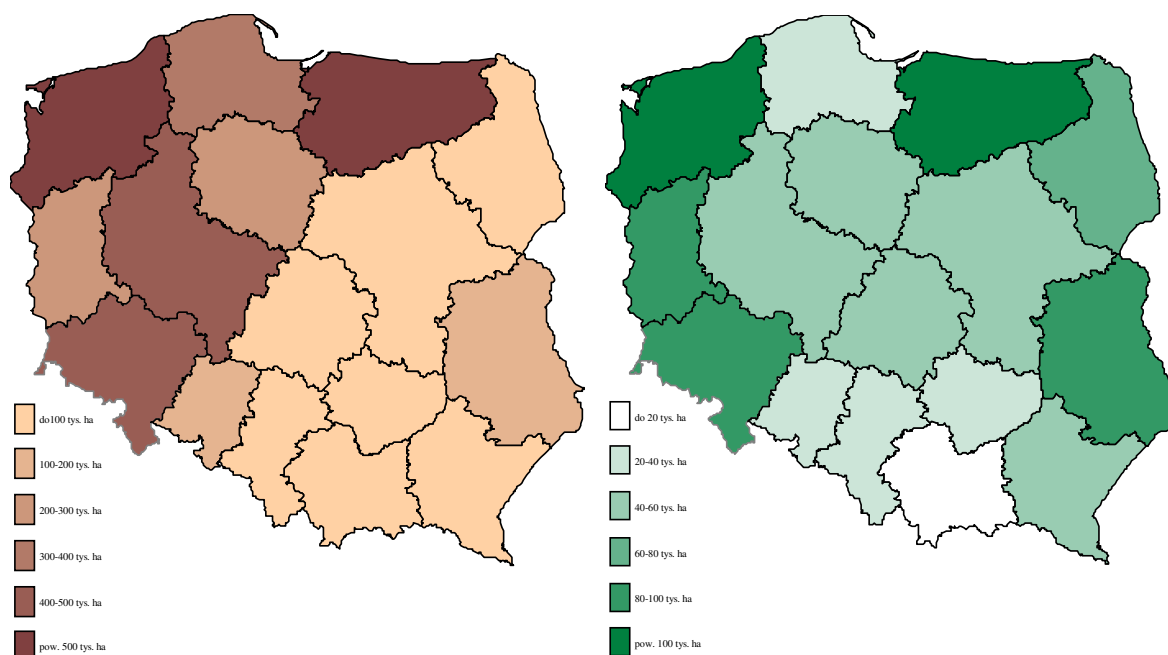 do100 tys. ha
100-200 tys. ha
200-300 tys. ha
300-400 tys. ha
400-500 tys. ha
pow. 500 tys. ha
do 20 tys. ha
20-40 tys. ha
40-60 tys. ha
60-80 tys. ha
80-100 tys. ha
pow. 100 tys. ha